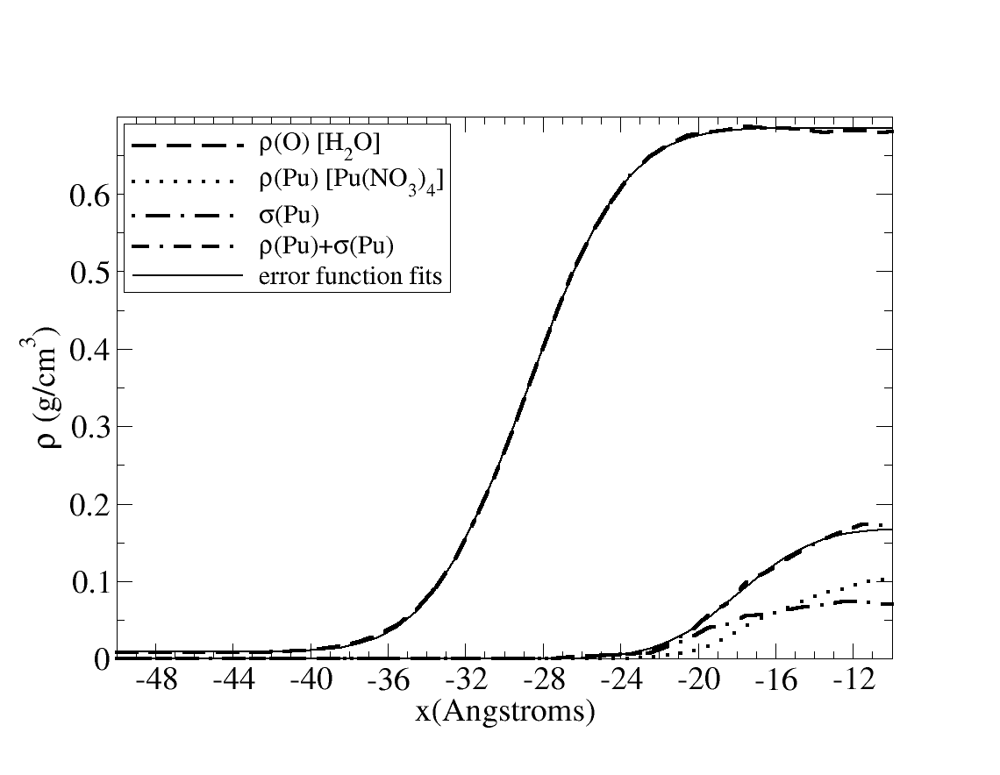 ρ(O) [H₂O]
ρ(Pu) [Pu(NO₃)₄]
σ(Pu)
ρ(Pu)+σ(Pu)
error function fits
ρ (g/cm³)
0.6
0.5
0.4
0.3
0.2
0.1
0
-48 -44 -40 -36 -32 -28 -24 -20 -16 -12
x(Angstroms)